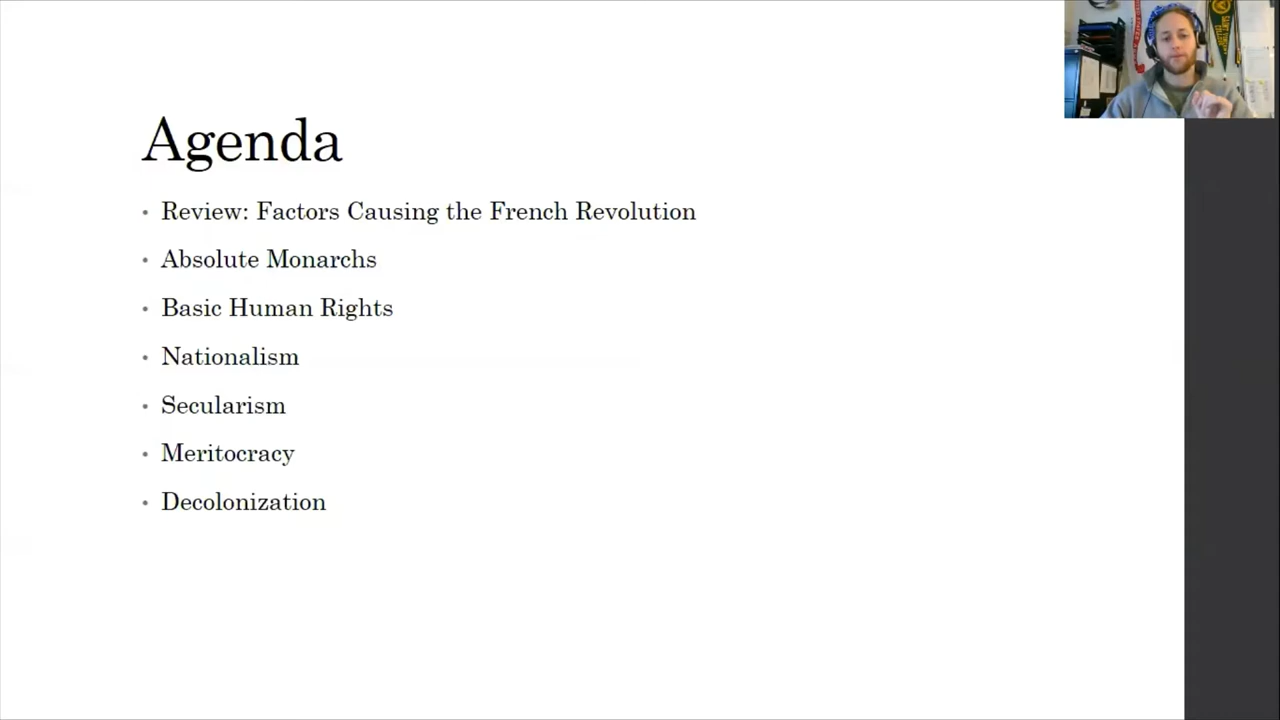 Agenda
• Review: Factors Causing the French Revolution
• Absolute Monarchs
• Basic Human Rights
• Nationalism
• Secularism
• Meritocracy
• Decolonization